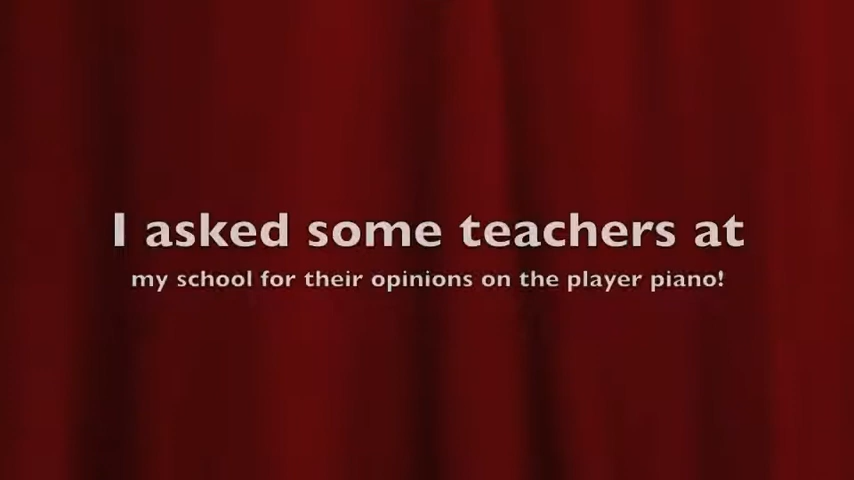 I asked some teachers at
my school for their opinions on the player piano!